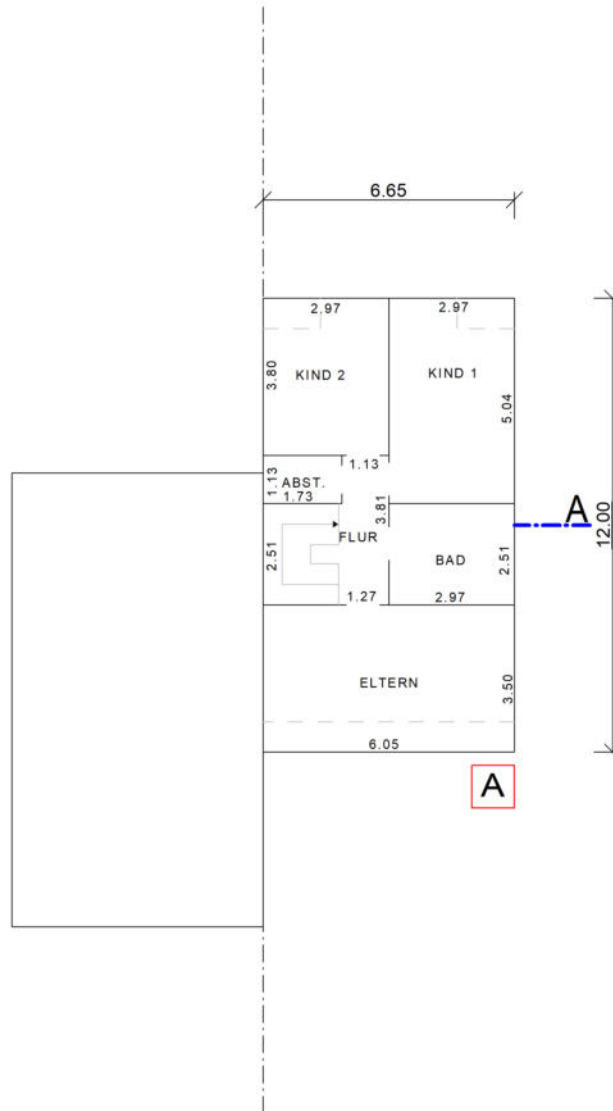 6.65
2.97 2.97
KIND 2 KIND 1
3.80
5.04
1.13
1.13
ABST.
1.73
3.81
A
12.00
FLUR
2.51
BAD
2.51
1.27 2.97
ELTERN
3.50
6.05
A